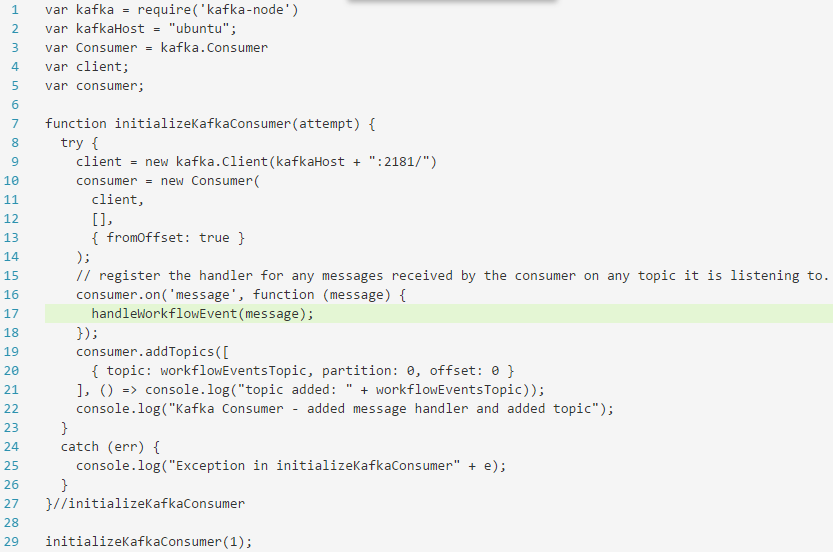 1 var kafka = require('kafka-node')
2 var kafkaHost = "ubuntu";
3 var Consumer = kafka.Consumer
4 var client;
5 var consumer;
6
7 function initializeKafkaConsumer(attempt) {
8   try {
9     client = new kafka.Client(kafkaHost + ":2181/")
10     consumer = new Consumer(
11       client,
12       [],
13       { fromOffset: true }
14     );
15     // register the handler for any messages received by the consumer on any topic it is listening to.
16     consumer.on('message', function (message) {
17       handleWorkflowEvent(message);
18     });
19     consumer.addTopics([
20       { topic: workflowEventsTopic, partition: 0, offset: 0 }
21     ], () => console.log("topic added: " + workflowEventsTopic));
22     console.log("Kafka Consumer - added message handler and added topic");
23   }
24   catch (err) {
25     console.log("Exception in initializeKafkaConsumer" + e);
26   }
27 }//initializeKafkaConsumer
28
29 initializeKafkaConsumer(1);